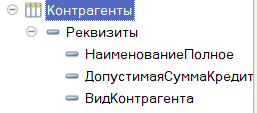 Контрагенты
Реквизиты
НаименованиеПолное
ДопустимаяСуммаКредит
ВидКонтрагента